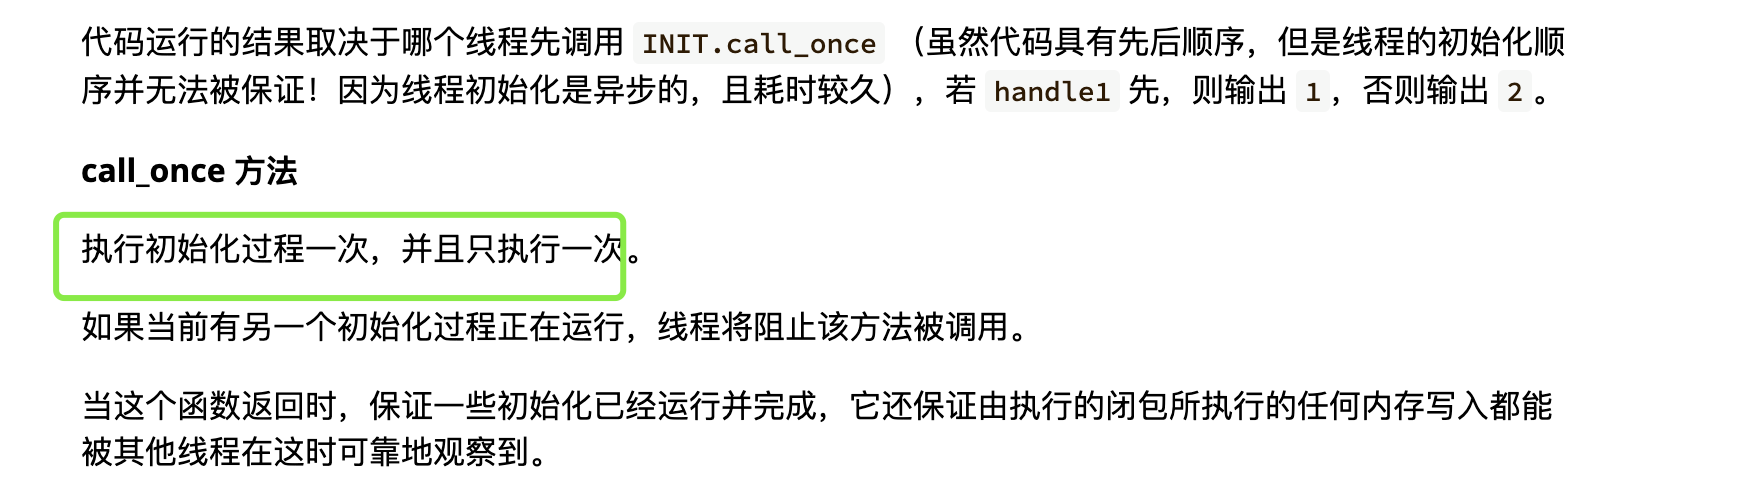 代码运行的结果取决于哪个线程先调用 INIT.call_once （虽然代码具有先后顺序，但是线程的初始化顺
序并无法被保证！因为线程初始化是异步的，且耗时较久），若 handle1 先，则输出 1，否则输出 2。
call_once 方法
执行初始化过程一次，并且只执行一次。
如果当前有另一个初始化过程正在运行，线程将阻止该方法被调用。
当这个函数返回时，保证一些初始化已经运行并完成，它还保证由执行的闭包所执行的任何内存写入都能
被其他线程在这时可靠地观察到。